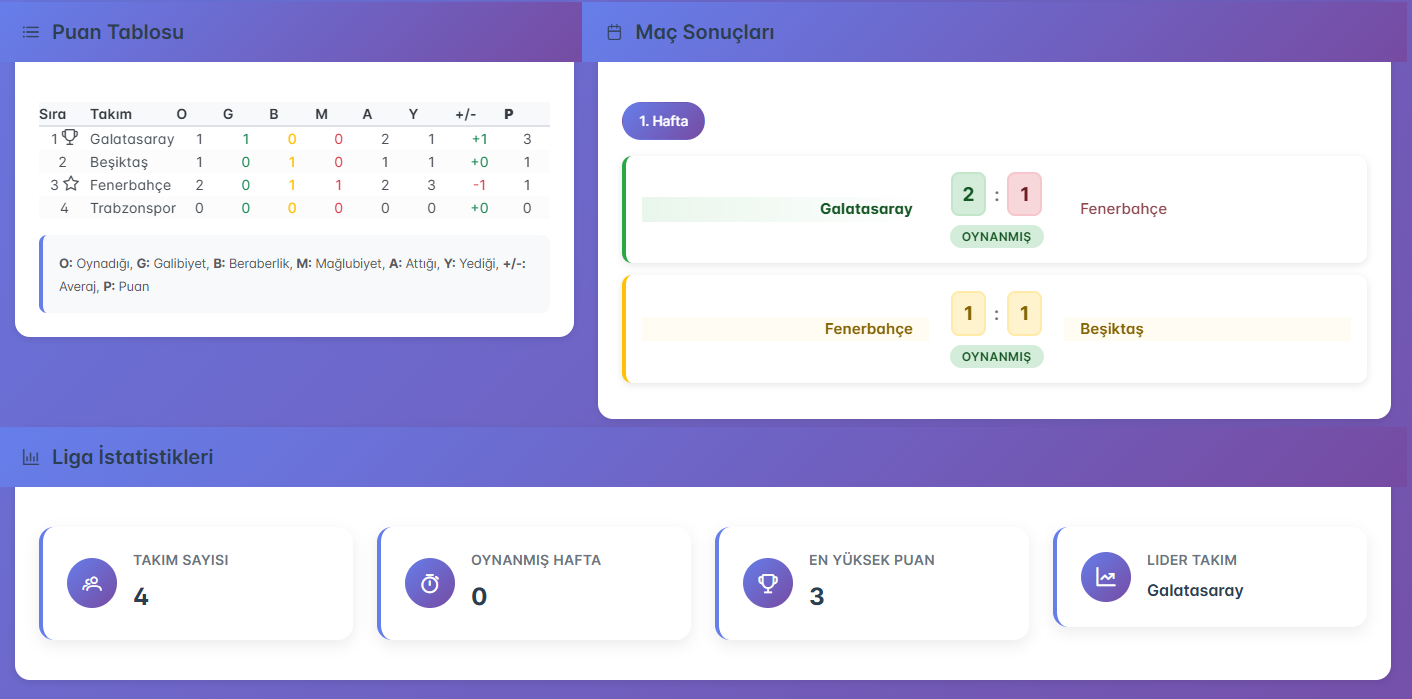 Puan Tablosu
Sıra Takım O G B M A Y +/- P
1 Galatasaray 1 1 0 0 2 1 +1 3
2 Beşiktaş 1 0 1 0 1 1 +0 1
3 Fenerbahçe 2 0 1 1 2 3 -1 1
4 Trabzonspor 0 0 0 0 0 0 +0 0
O: Oynadığı, G: Galibiyet, B: Beraberlik, M: Mağlubiyet, A: Attığı, Y: Yediği, +/-:
Averaj, P: Puan
Maç Sonuçları
1. Hafta
Galatasaray 2 : 1 Fenerbahçe
OYNANMIŞ
Fenerbahçe 1 : 1 Beşiktaş
OYNANMIŞ
Liga İstatistikleri
TAKIM SAYISI
4
OYNANMIŞ HAFTA
0
EN YÜKSEK PUAN
3
LIDER TAKIM
Galatasaray